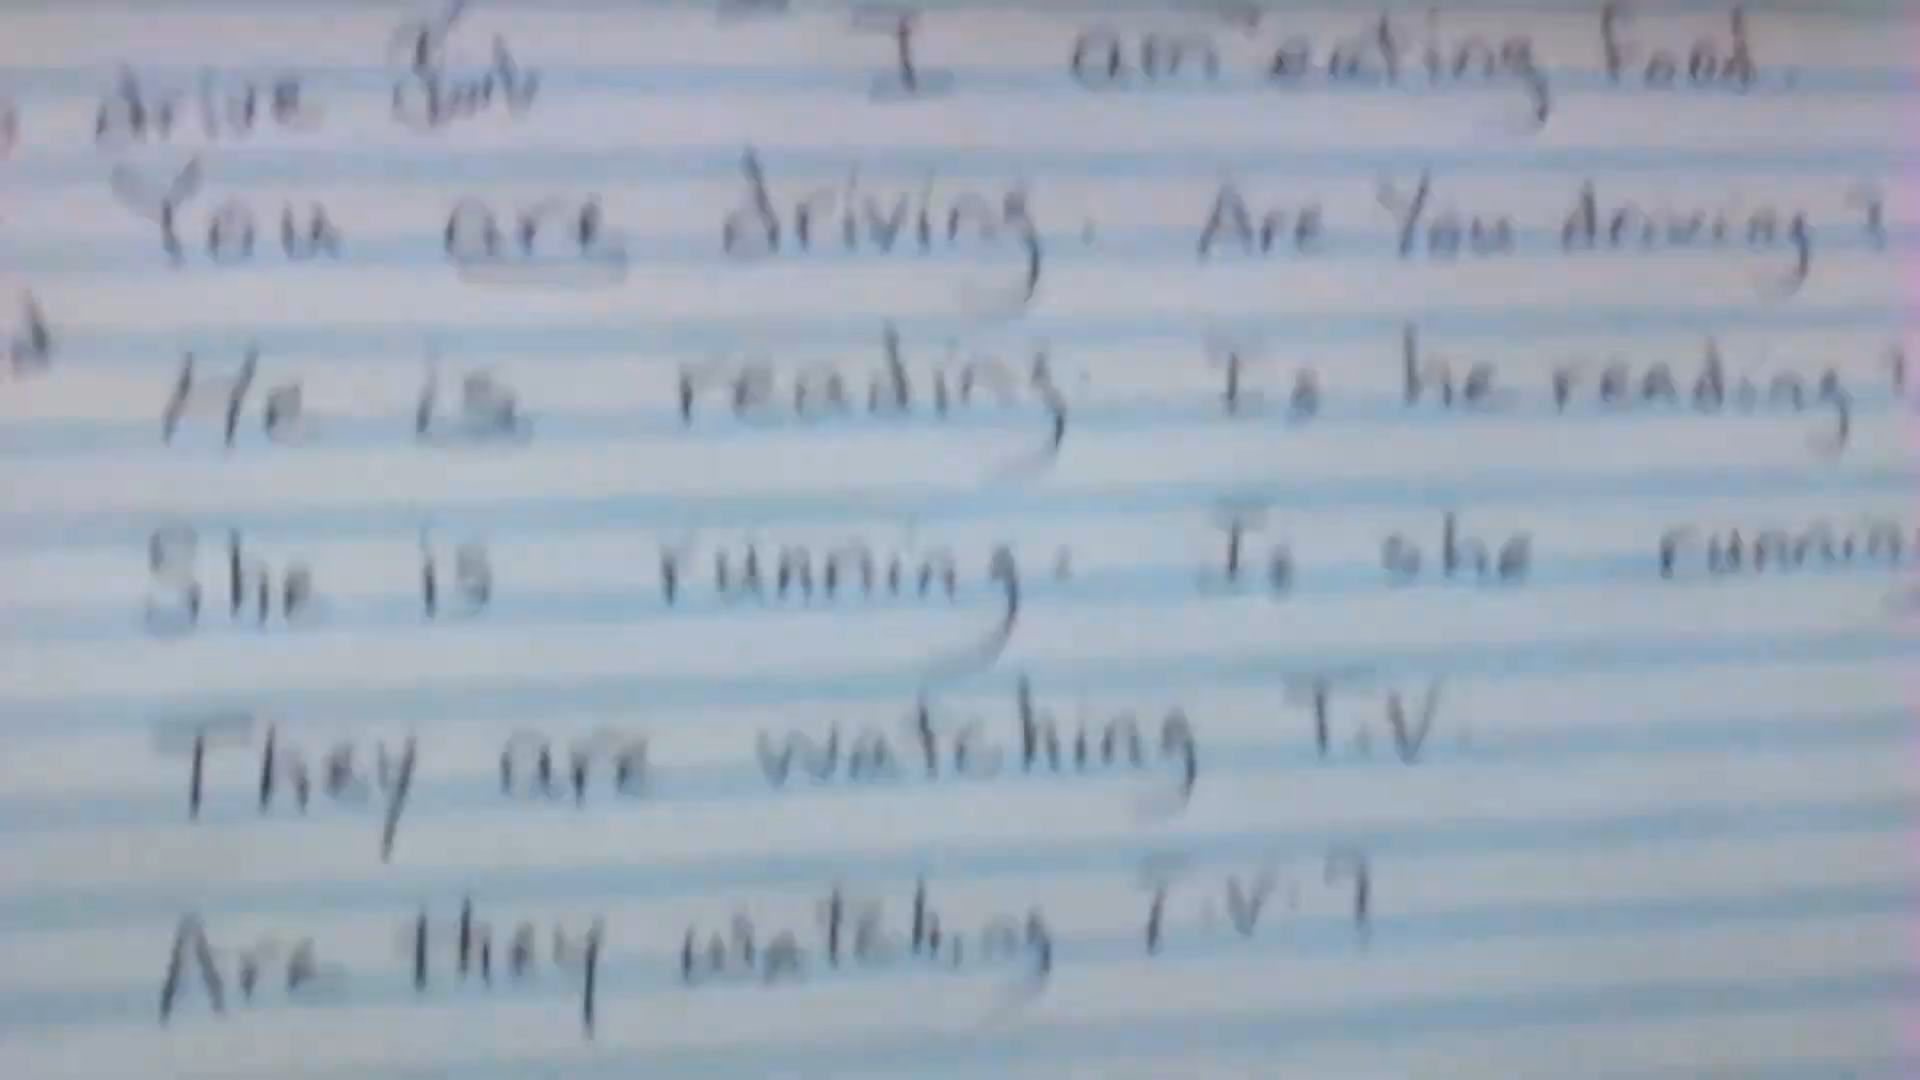 drive I am eating food.
You are driving. Are You driving?
He is reading. Is he reading?
She is running. Is she
They are watching T.V.
Are they watching T.V.?